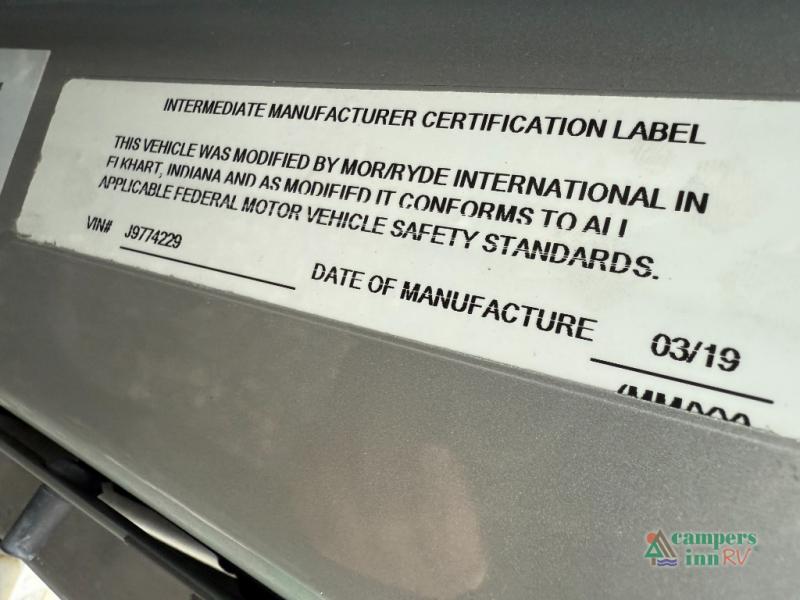 INTERMEDIATE MANUFACTURER CERTIFICATION LABEL
THIS VEHICLE WAS MODIFIED BY MOR/RYDE INTERNATIONAL IN
ELKHART, INDIANA AND AS MODIFIED IT CONFORMS TO ALL
APPLICABLE FEDERAL MOTOR VEHICLE SAFETY STANDARDS.
VIN# J9774229
DATE OF MANUFACTURE 03/19
campers
inn RV